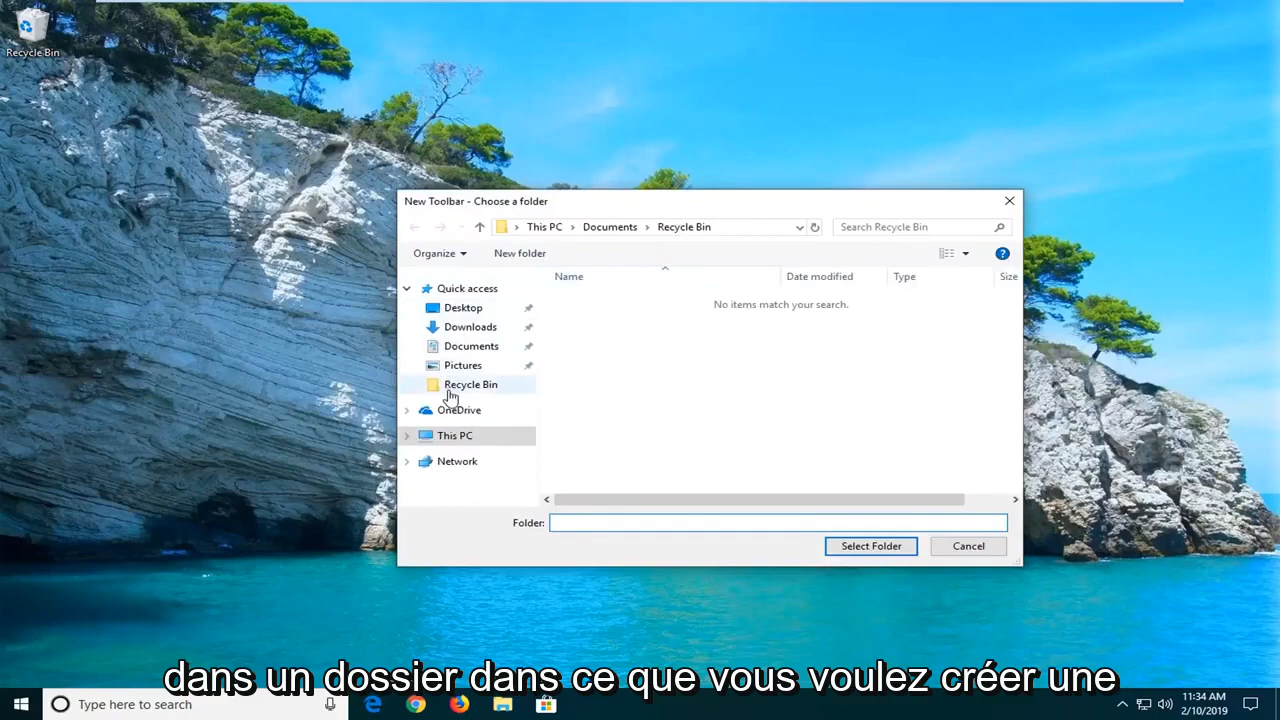 Recycle Bin
New Toolbar - Choose a folder
This PC
Documents
Recycle Bin
Search Recycle Bin
Organize
New folder
Name
Date modified
Type
Size
No items match your search.
Quick access
Desktop
Downloads
Documents
Pictures
Recycle Bin
OneDrive
This PC
Network
Folder:
Select Folder
Cancel
dans un dossier dans ce que vous voulez créer une
Type here to search
11:34 AM
2/10/2019